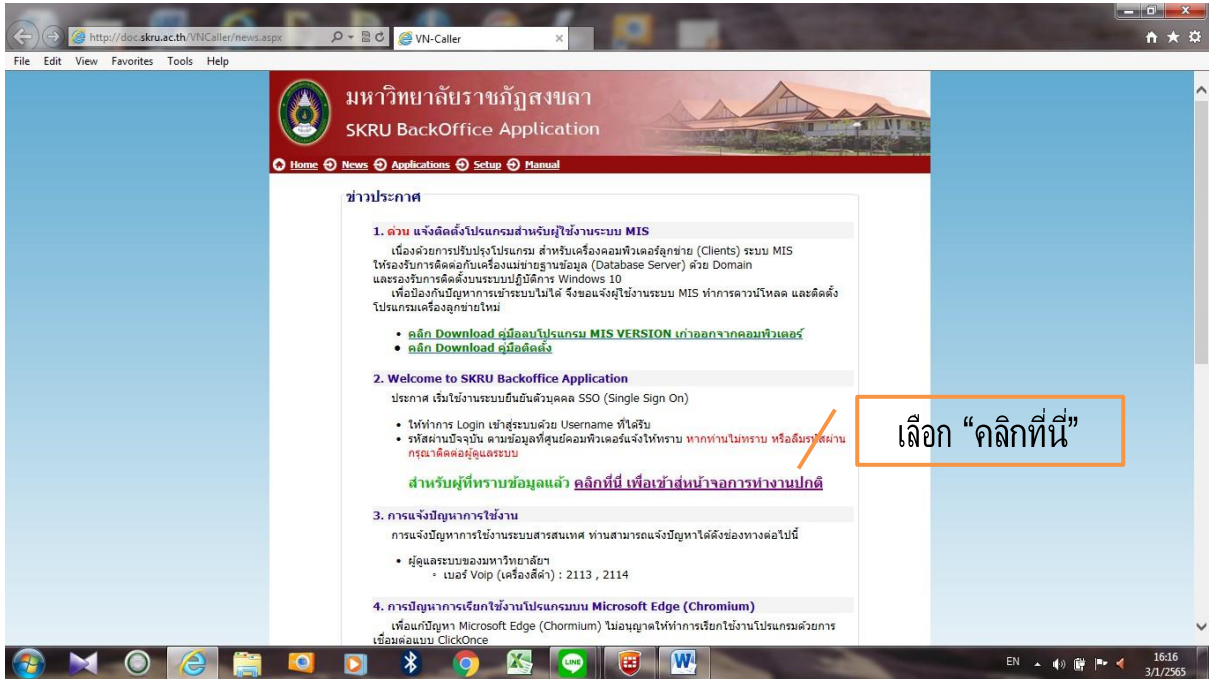 http://doc.skru.ac.th/VNCaller/news.aspx
VN-Caller
File Edit View Favorites Tools Help
มหาวิทยาลัยราชภัฏสงขลา
SKRU BackOffice Application
Home News Applications Setup Manual
ข่าวประกาศ
1. ด่วน แจ้งติดตั้งโปรแกรมสำหรับผู้ใช้งานระบบ MIS
เนื่องด้วยการปรับปรุงโปรแกรม สำหรับเครื่องคอมพิวเตอร์ลูกข่าย (Clients) ระบบ MIS
ให้รองรับการติดต่อกับเครื่องแม่ข่ายฐานข้อมูล (Database Server) ด้วย Domain
และรองรับการติดตั้งบนระบบปฏิบัติการ Windows 10
เพื่อป้องกันปัญหาการเข้าระบบไม่ได้ จึงขอแจ้งผู้ใช้งานระบบ MIS ทำการดาวน์โหลด และติดตั้ง
โปรแกรมเครื่องลูกข่ายใหม่
• คลิก Download คู่มือลบโปรแกรม MIS VERSION เก่าออกจากคอมพิวเตอร์
• คลิก Download คู่มือติดตั้ง
2. Welcome to SKRU Backoffice Application
ประกาศ เริ่มใช้งานระบบยืนยันตัวบุคคล SSO (Single Sign On)
• ให้ทำการ Login เข้าสู่ระบบด้วย Username ที่ได้รับ
• รหัสผ่านปัจจุบัน ตามข้อมูลที่ศูนย์คอมพิวเตอร์แจ้งให้ทราบ หากท่านไม่ทราบ หรือลืมรหัสผ่าน
กรุณาติดต่อผู้ดูแลระบบ
เลือก “คลิกที่นี่”
สำหรับผู้ที่ทราบข้อมูลแล้ว คลิกที่นี่ เพื่อเข้าสู่หน้าจอการทำงานปกติ
3. การแจ้งปัญหาการใช้งาน
การแจ้งปัญหาการใช้งานระบบสารสนเทศ ท่านสามารถแจ้งปัญหาได้ดังช่องทางต่อไปนี้
• ผู้ดูแลระบบของมหาวิทยาลัยฯ
◦ เบอร์ Voip (เครื่องสีดำ) : 2113 , 2114
4. การปัญหาการเรียกใช้งานโปรแกรมบน Microsoft Edge (Chromium)
เพื่อแก้ปัญหา Microsoft Edge (Chormium) ไม่อนุญาตให้ทำการเรียกใช้งานโปรแกรมด้วยการ
เชื่อมต่อแบบ ClickOnce
LINE
EN
16:16
3/1/2565